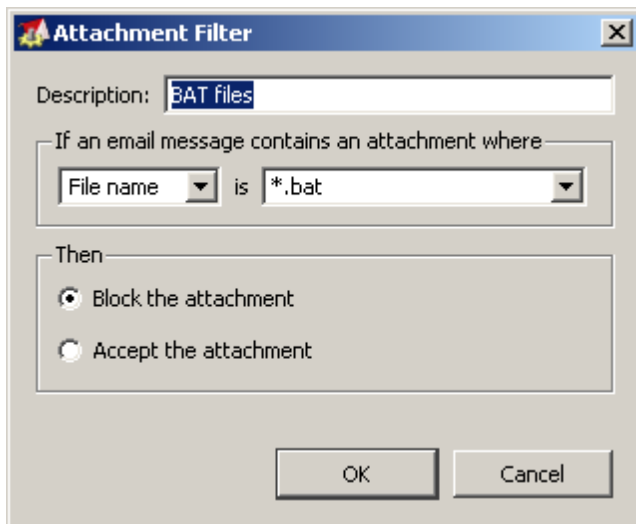 Attachment Filter
Description: BAT files
If an email message contains an attachment where
File name is *.bat
Then
Block the attachment
Accept the attachment
OK Cancel